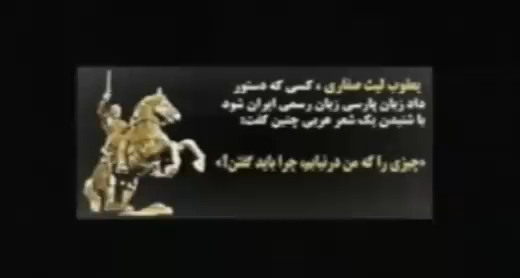 یعقوب لیث صفاری ، کسی که دستور
داد زبان پارسی زبان رسمی ایران شود
با شنیدن یک شعر عربی چنین گفت:
«چیزی را که من درنیابم، چرا باید گفتن!»